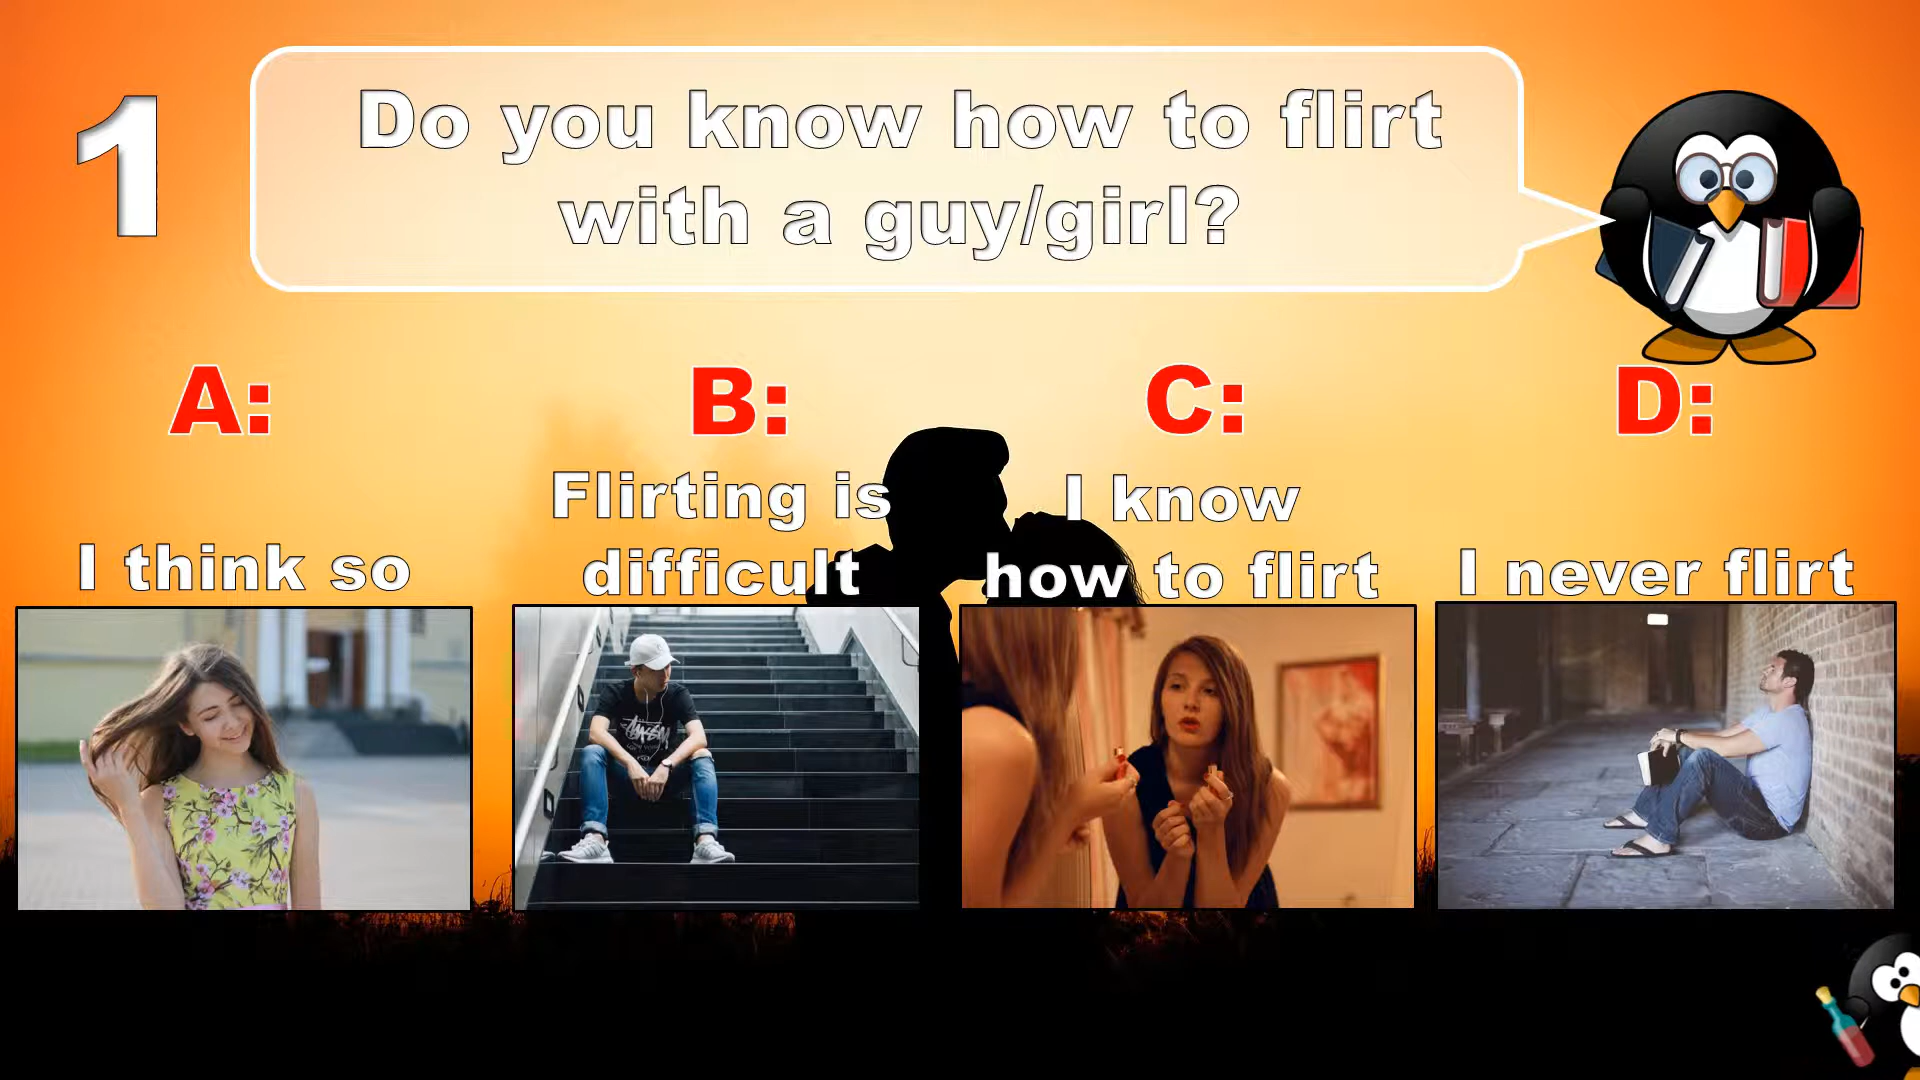 1
Do you know how to flirt
with a guy/girl?
A:
I think so
B:
Flirting is
difficult
C:
I know
how to flirt
D:
I never flirt